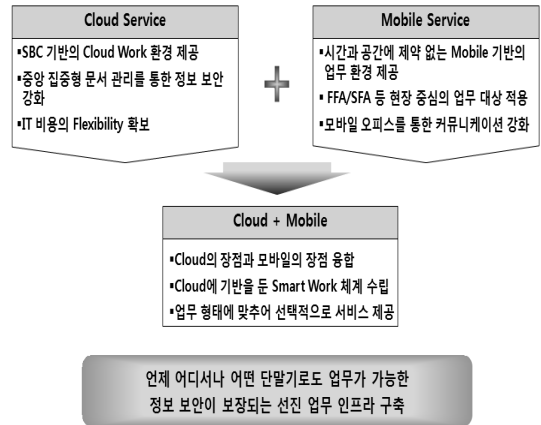 Cloud Service
▪SBC 기반의 Cloud Work 환경 제공
▪중앙 집중형 문서 관리를 통한 정보 보안
강화
▪IT 비용의 Flexibility 확보
+
Mobile Service
▪시간과 공간에 제약 없는 Mobile 기반의
업무 환경 제공
▪ FFA/SFA 등 현장 중심의 업무 대상 적용
▪모바일 오피스를 통한 커뮤니케이션 강화
Cloud + Mobile
▪Cloud의 장점과 모바일의 장점 융합
▪Cloud에 기반을 둔 Smart Work 체계 수립
▪업무 형태에 맞추어 선택적으로 서비스 제공
언제 어디서나 어떤 단말기로도 업무가 가능한
정보 보안이 보장되는 선진 업무 인프라 구축